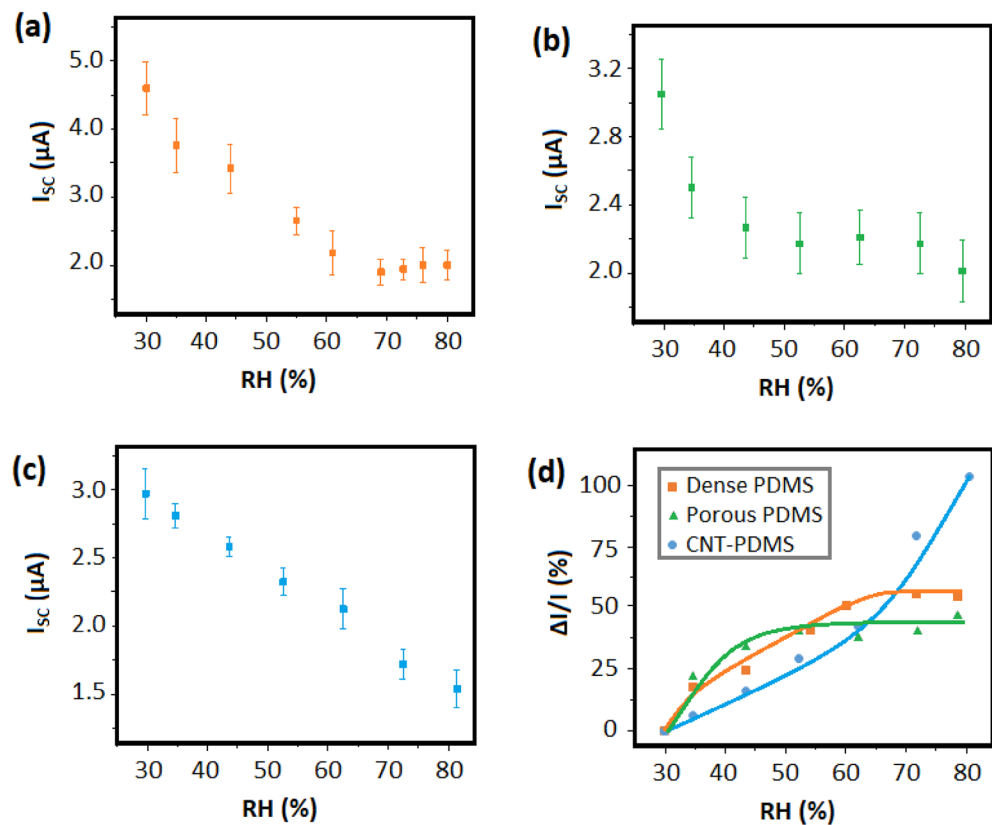 (a)
5.0
4.0
3.0
2.0
I_SC (μA)
30 40 50 60 70 80
RH (%)
(b)
3.2
2.8
2.4
2.0
I_SC (μA)
30 40 50 60 70 80
RH (%)
(c)
3.0
2.5
2.0
1.5
I_SC (μA)
30 40 50 60 70 80
RH (%)
(d)
100
75
50
25
0
ΔI/I (%)
Dense PDMS
Porous PDMS
CNT-PDMS
30 40 50 60 70 80
RH (%)